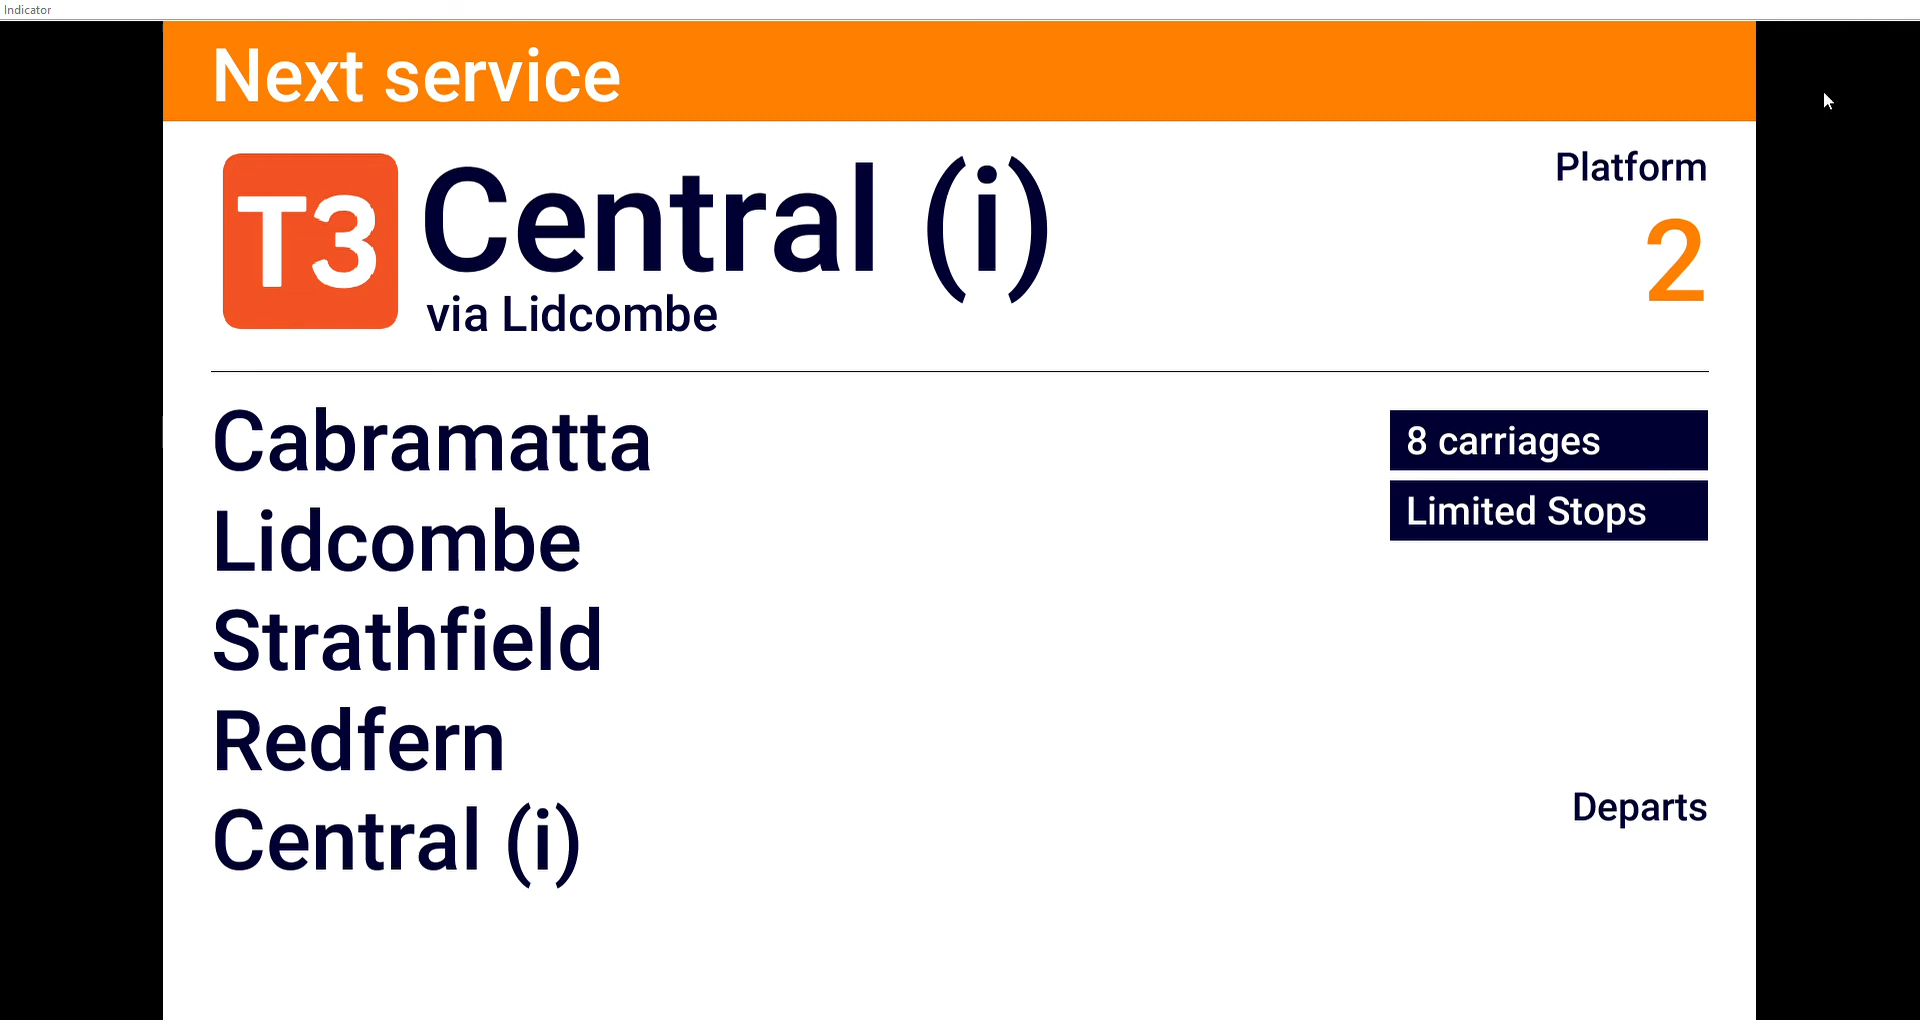 Indicator
Next service
T3 Central (i)
via Lidcombe
Platform
2
Cabramatta
Lidcombe
Strathfield
Redfern
Central (i)
8 carriages
Limited Stops
Departs